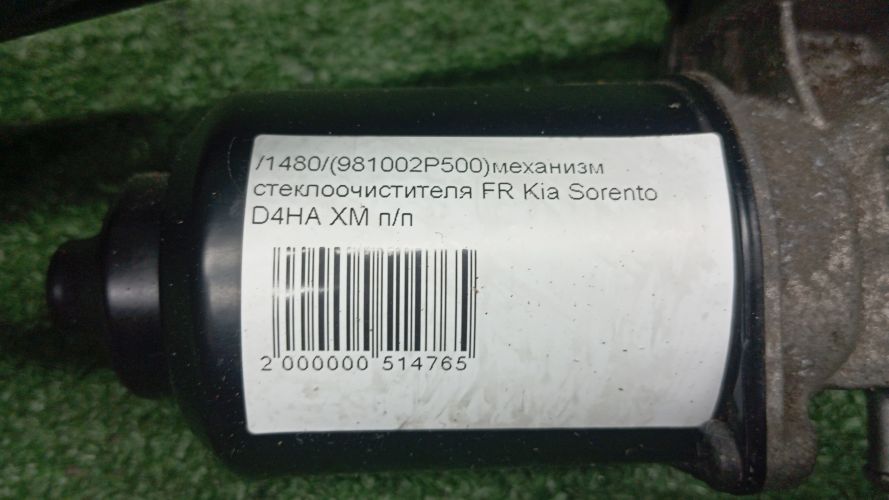 /1480/(981002P500)механизм
стеклоочистителя FR Kia Sorento
D4HA XM п/п
2 000000 514765